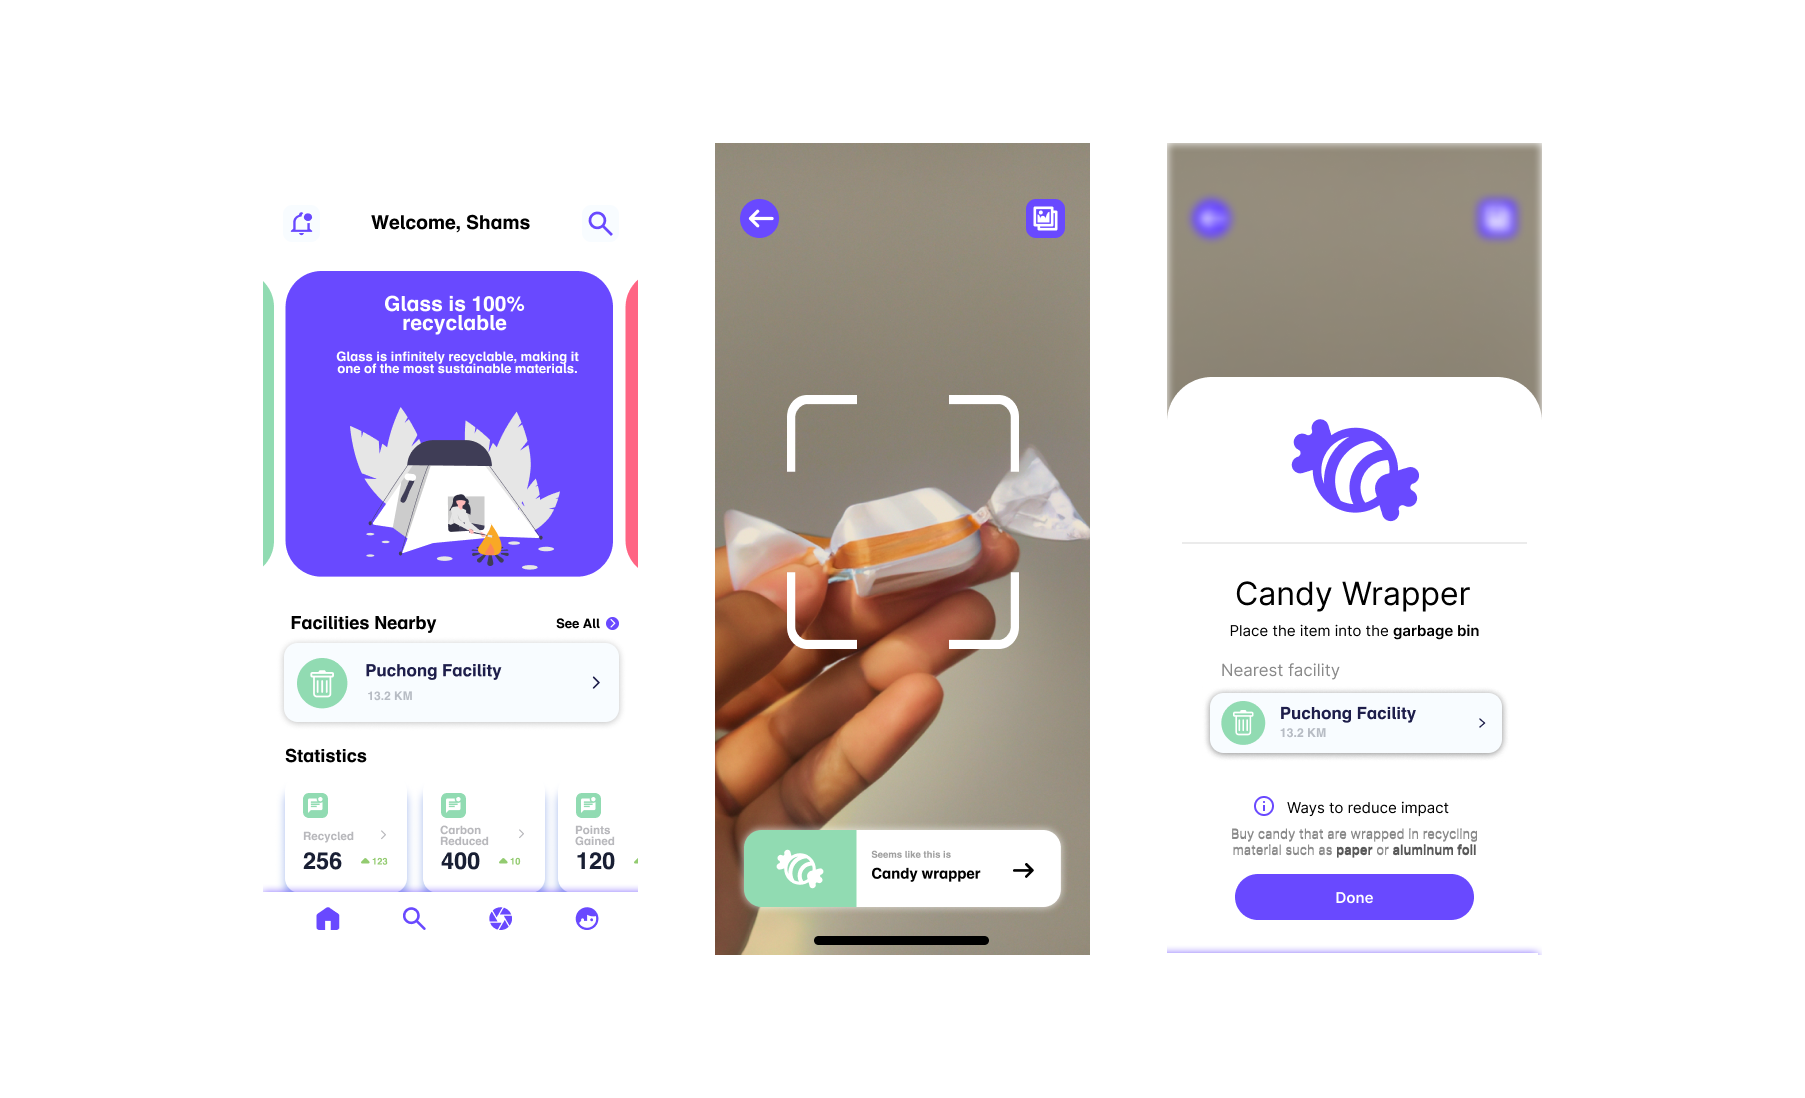 Welcome, Shams
Glass is 100%
recyclable
Glass is infinitely recyclable, making it
one of the most sustainable materials.
Facilities Nearby
See All
Puchong Facility
13.2 KM
Statistics
Recycled
256
123
Carbon
Reduced
400
10
Points
Gained
120
Seems like this is
Candy wrapper
Candy Wrapper
Place the item into the garbage bin
Nearest facility
Puchong Facility
13.2 KM
Ways to reduce impact
Buy candy that are wrapped in recycling
material such as paper or aluminum foil
Done